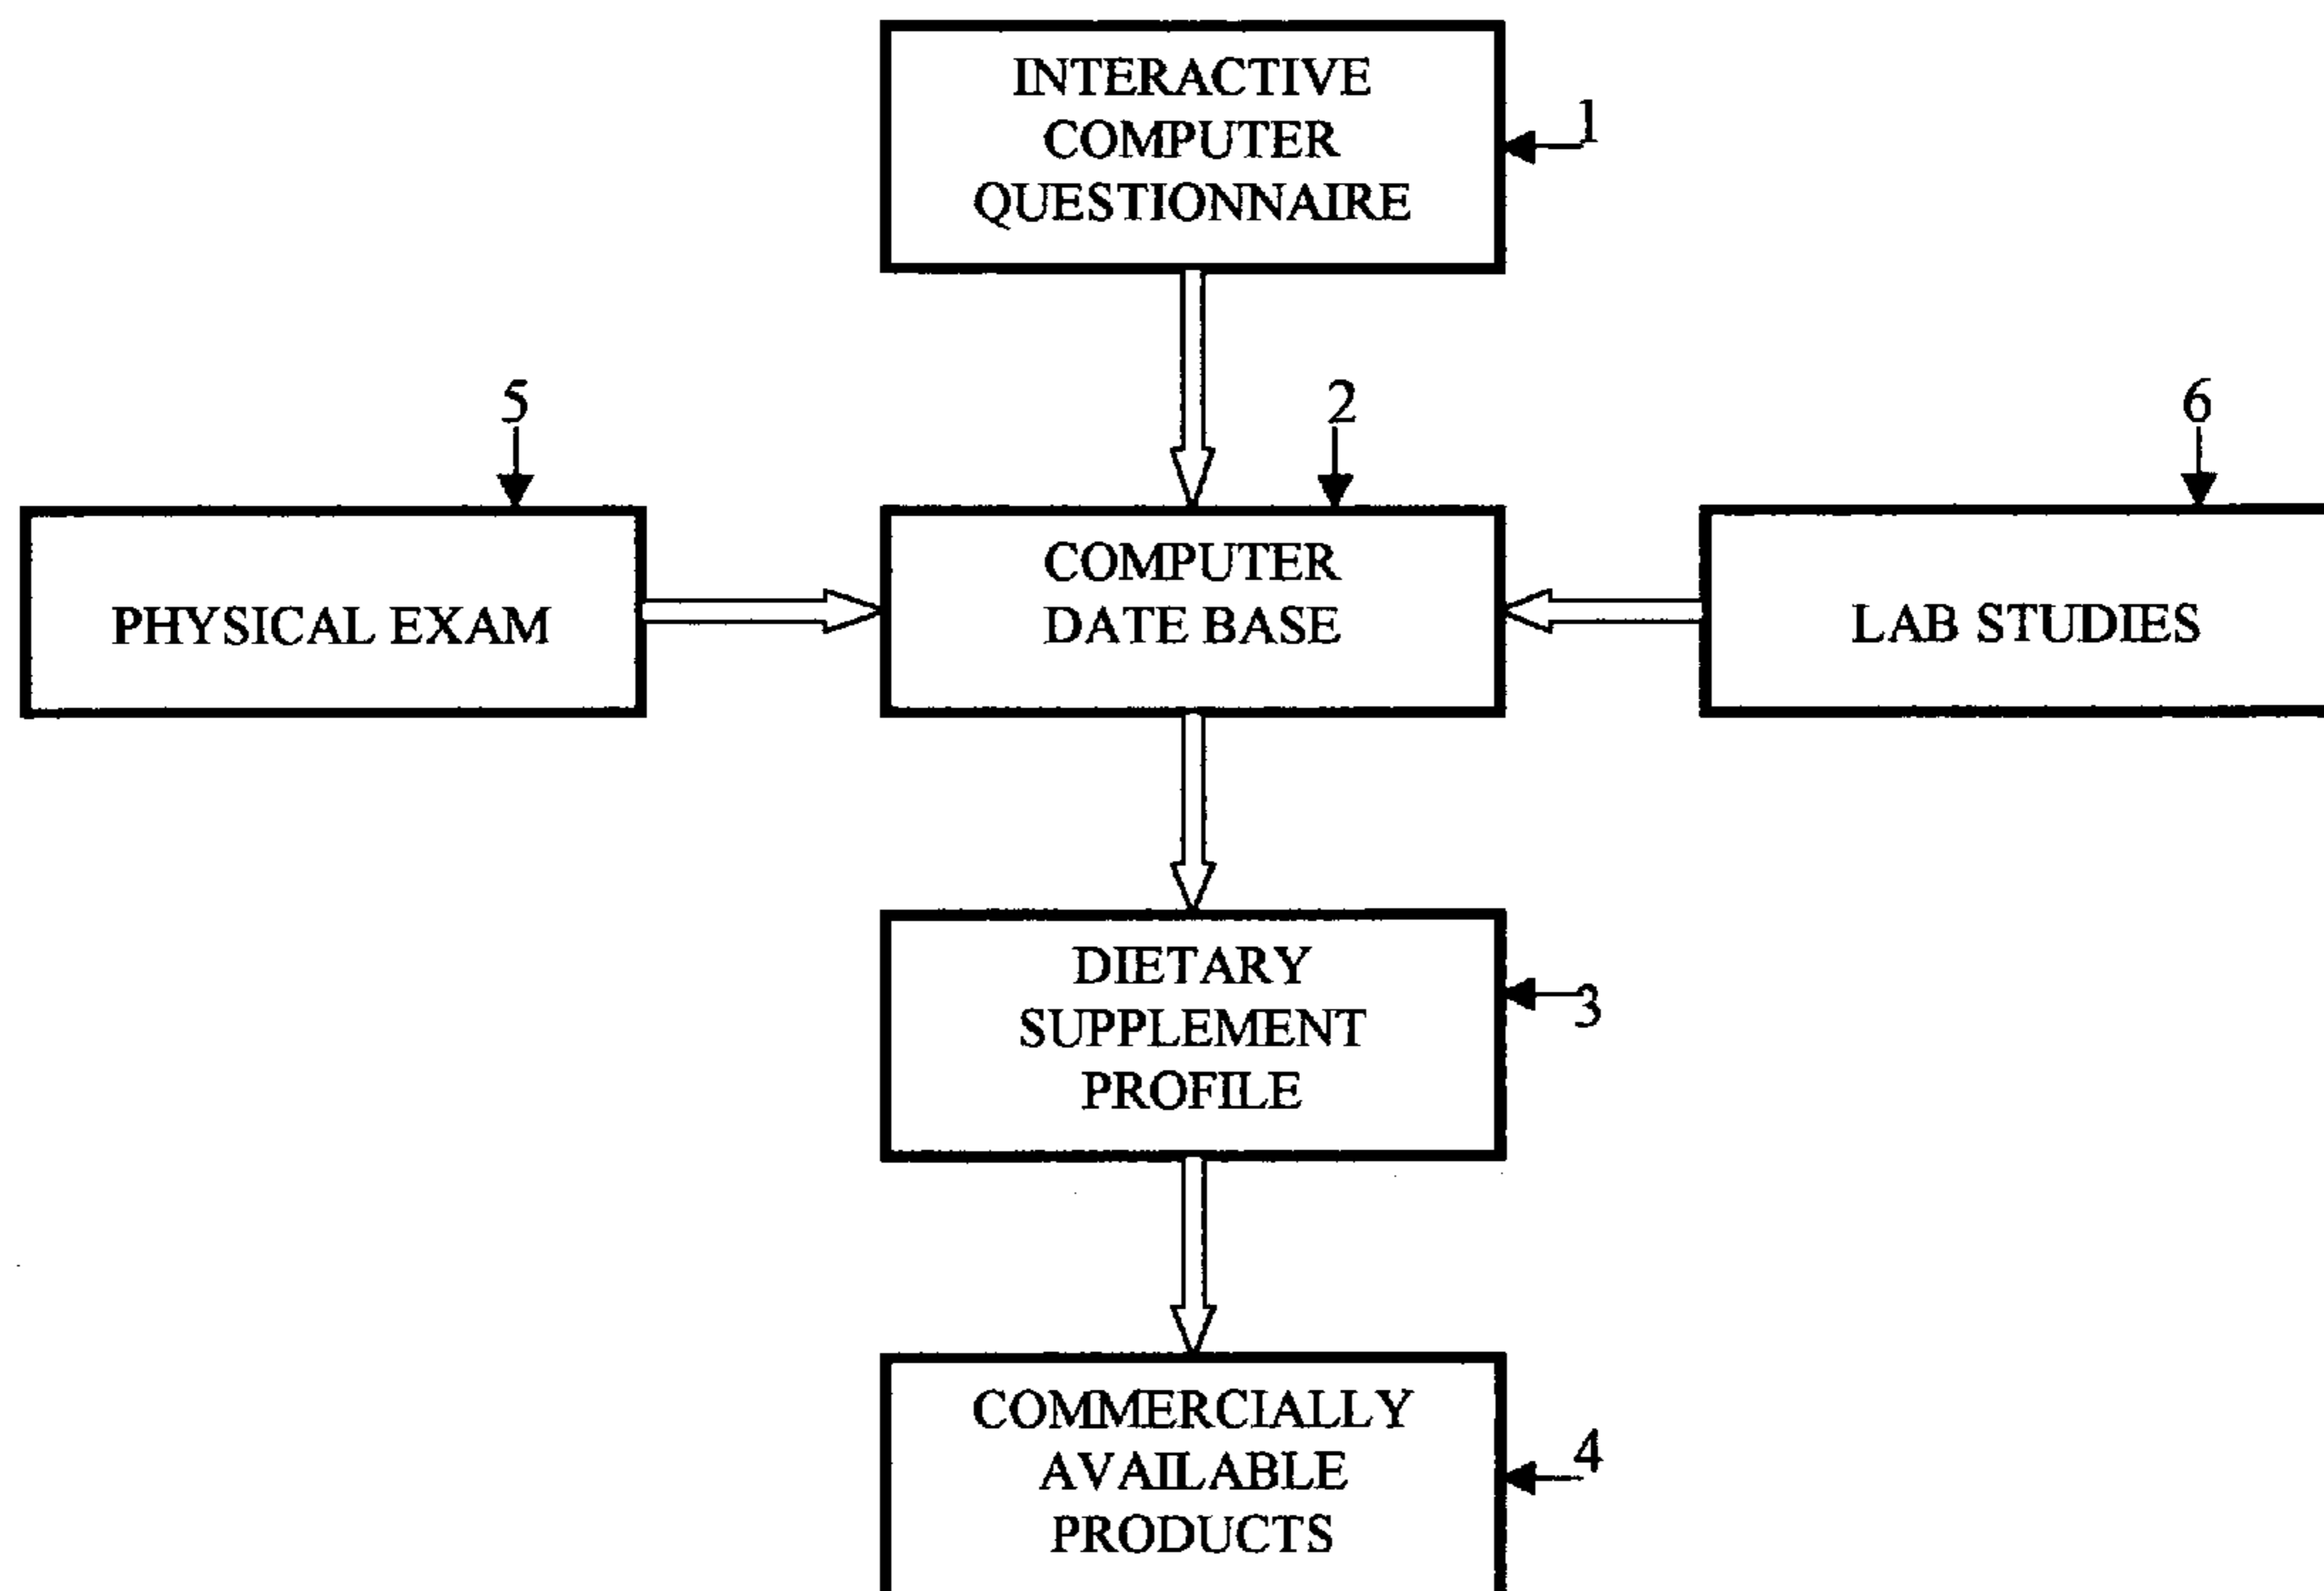 INTERACTIVE
COMPUTER
QUESTIONNAIRE
1
5
2
6
PHYSICAL EXAM
COMPUTER
DATE BASE
LAB STUDIES
DIETARY
SUPPLEMENT
PROFILE
3
COMMERCIALLY
AVAILABLE
PRODUCTS
4